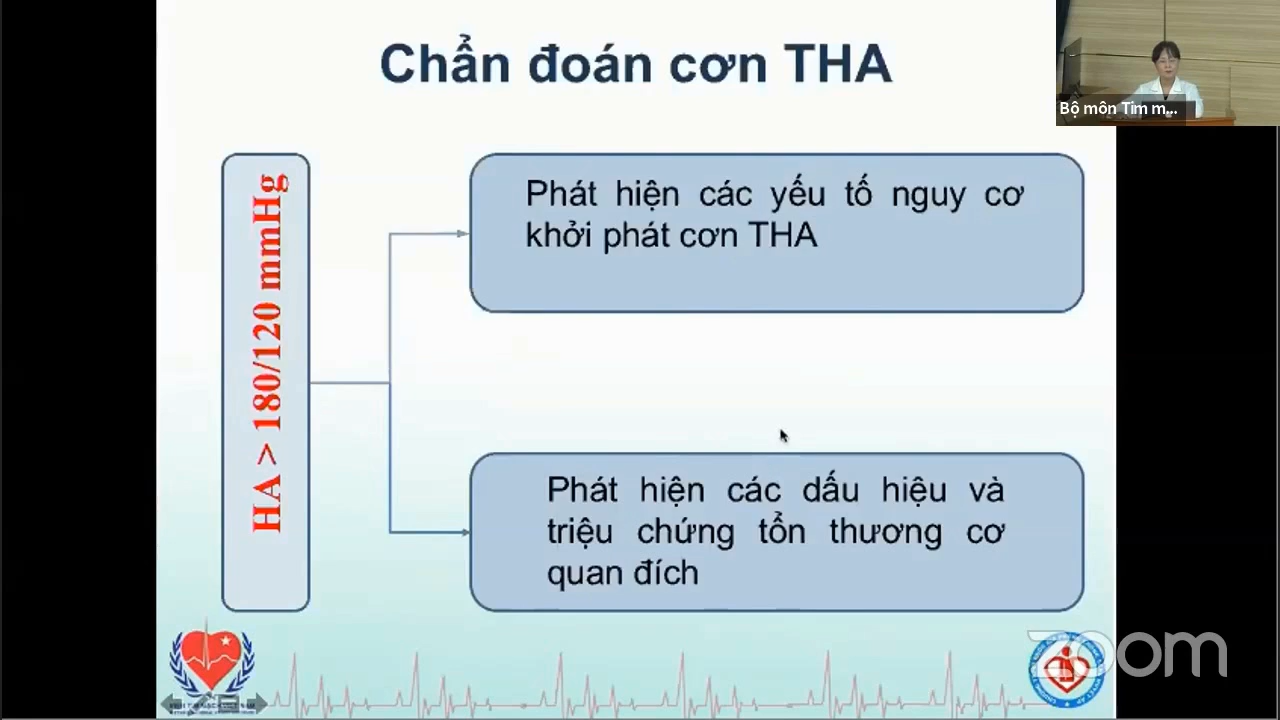 Chẩn đoán cơn THA
Bộ môn Tim m...
HA > 180/120 mmHg
Phát hiện các yếu tố nguy cơ
khởi phát cơn THA
Phát hiện các dấu hiệu và
triệu chứng tổn thương cơ
quan đích
zoom